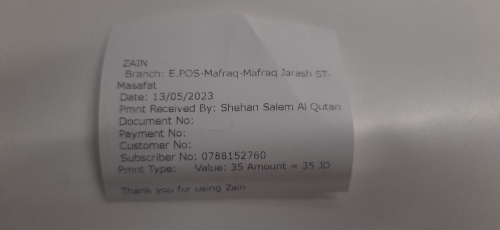 ZAIN
Branch: E.POS-Mafraq-Mafraq Jarash ST-
Masafat
Date: 13/05/2023
Pmnt Received By: Shehan Salem Al Qutan
Document No:
Payment No:
Customer No:
Subscriber No: 0788152760
Pmnt Type: Value: 35 Amount = 35 JD
Thank you for using Zain